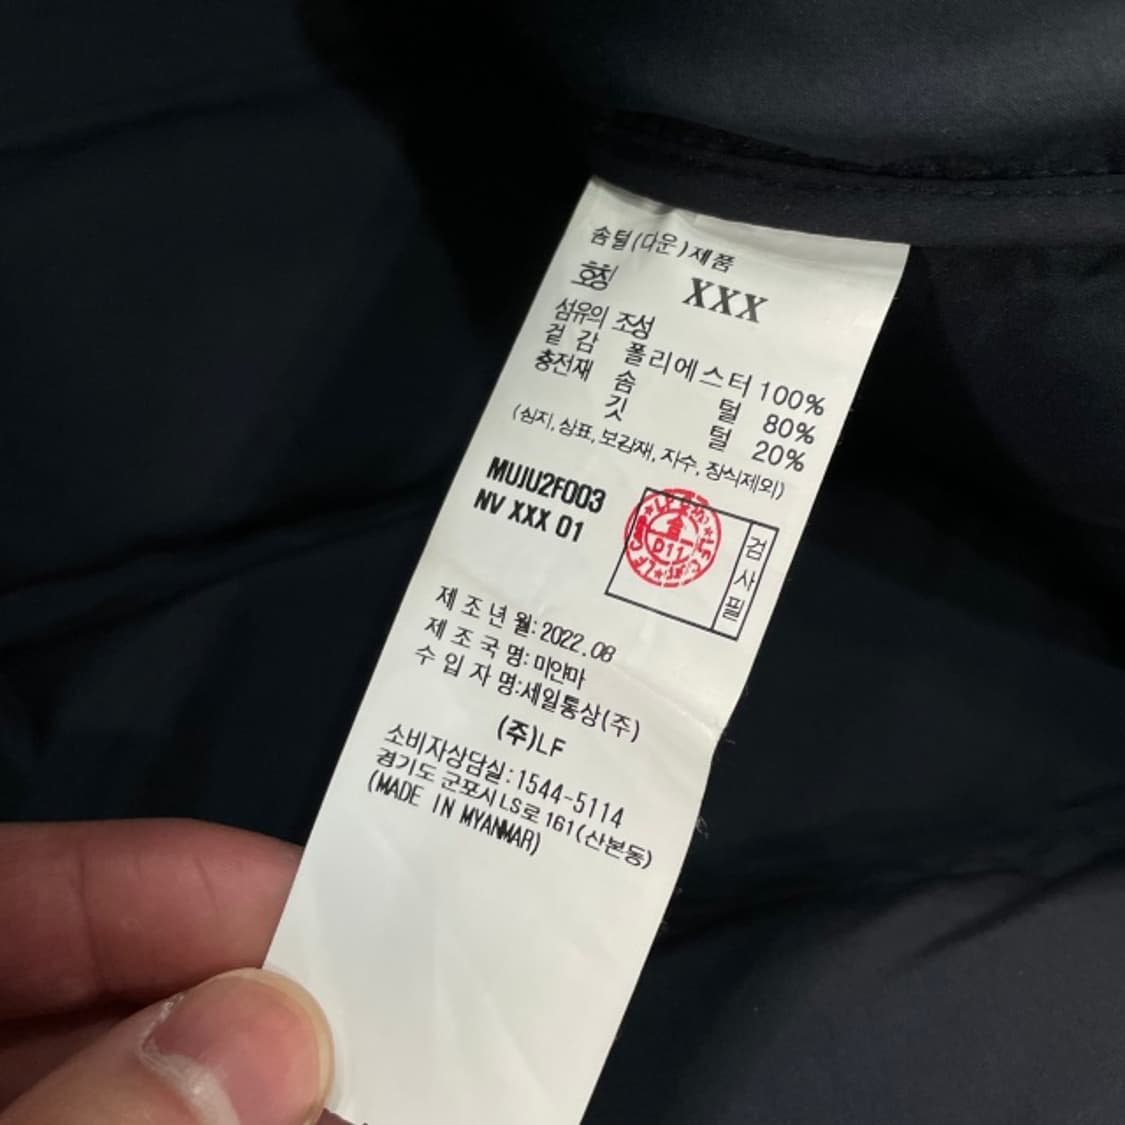 솜털(다운)제품
호칭 XXX
섬유의 조성
겉감 폴리에스터 100%
충전재 솜털 80%
깃털 20%
(심지, 상표, 보강재, 자수, 장식제외)
MUJU2F003
NV XXX 01
검사필
合
D11
제조년월: 2022.08
제조국명: 미얀마
수입자명:세일통상(주)
(주)LF
소비자상담실:1544-5114
경기도 군포시 LS로 161(산본동)
(MADE IN MYANMAR)